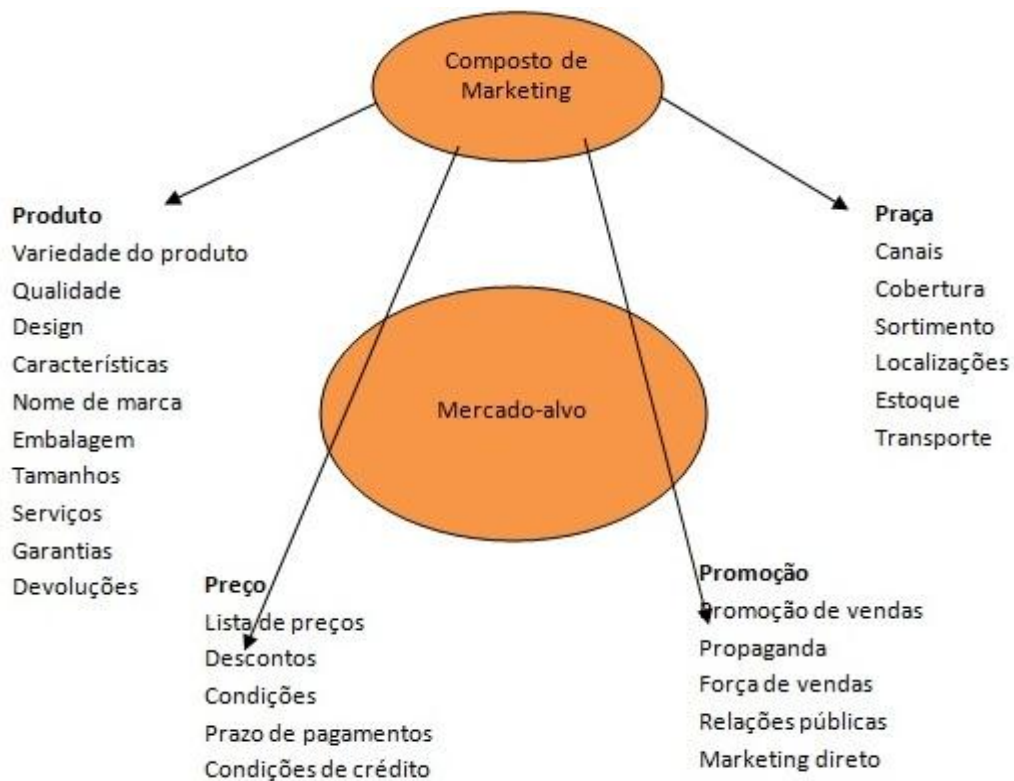 Composto de
Marketing
Produto
Variedade do produto
Qualidade
Design
Características
Nome de marca
Embalagem
Tamanhos
Serviços
Garantias
Devoluções
Praça
Canais
Cobertura
Sortimento
Localizações
Estoque
Transporte
Mercado-alvo
Preço
Lista de preços
Descontos
Condições
Prazo de pagamentos
Condições de crédito
Promoção
Promoção de vendas
Propaganda
Força de vendas
Relações públicas
Marketing direto